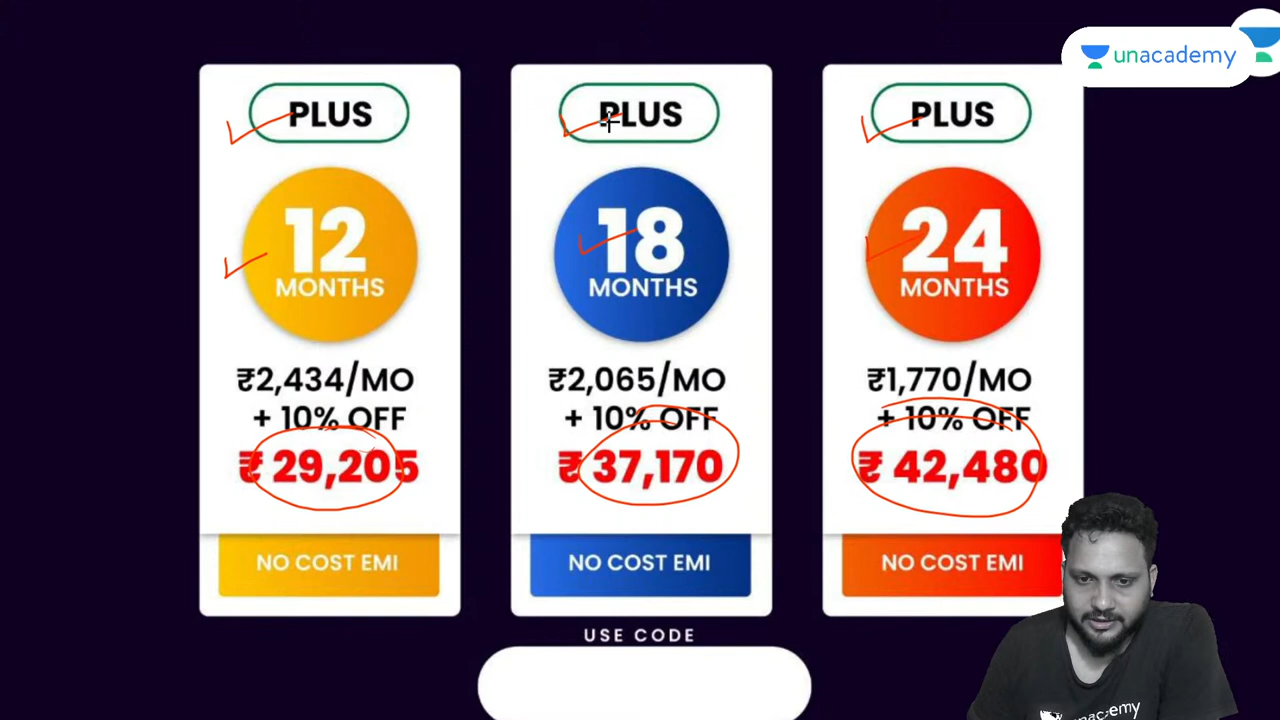 unacademy
PLUS
12
MONTHS
₹2,434/MO
+ 10% OFF
₹ 29,205
NO COST EMI
PLUS
18
MONTHS
₹2,065/MO
+ 10% OFF
₹ 37,170
NO COST EMI
PLUS
24
MONTHS
₹1,770/MO
+ 10% OFF
₹ 42,480
NO COST EMI
USE CODE
unacademy